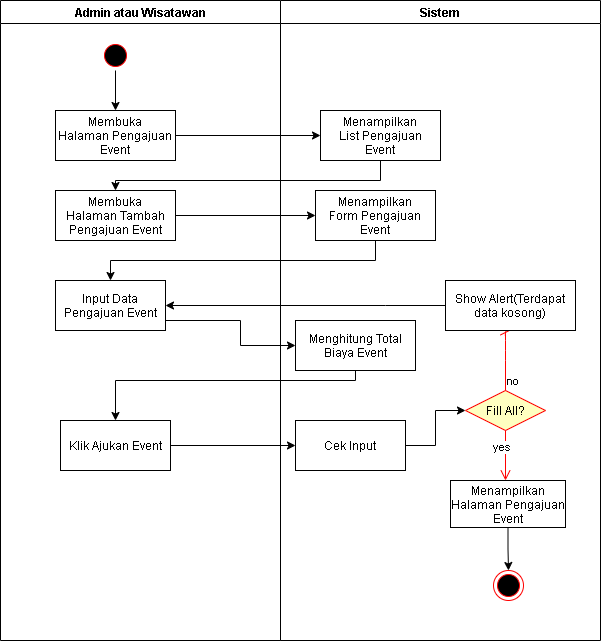 Admin atau Wisatawan
Sistem
Membuka
Halaman Pengajuan
Event
Menampilkan
List Pengajuan
Event
Membuka
Halaman Tambah
Pengajuan Event
Menampilkan
Form Pengajuan
Event
Input Data
Pengajuan Event
Show Alert(Terdapat
data kosong)
Menghitung Total
Biaya Event
no
Fill All?
Klik Ajukan Event
Cek Input
yes
Menampilkan
Halaman Pengajuan
Event